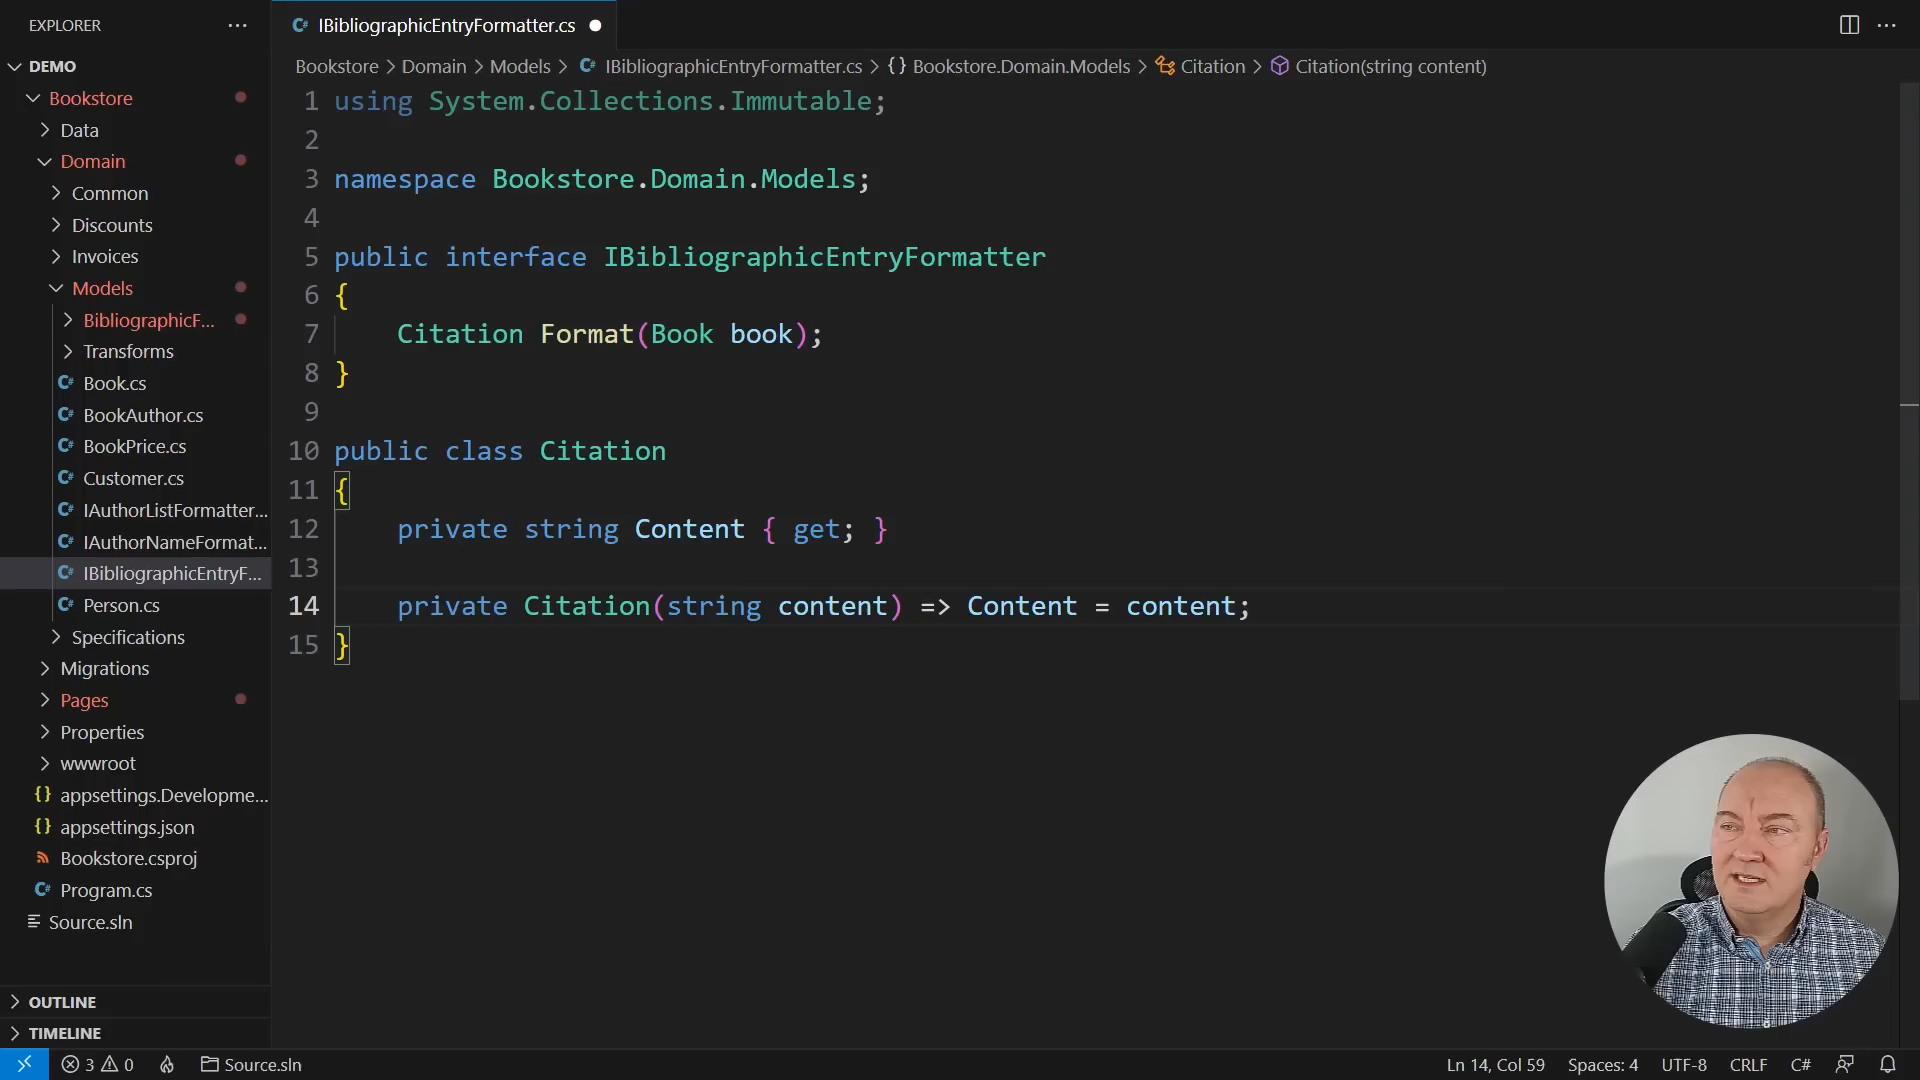 EXPLORER
DEMO
Bookstore
Data
Domain
Common
Discounts
Invoices
Models
BibliographicF...
Transforms
Book.cs
BookAuthor.cs
BookPrice.cs
Customer.cs
IAuthorListFormatter...
IAuthorNameFormat...
IBibliographicEntryF...
Person.cs
Specifications
Migrations
Pages
Properties
wwwroot
appsettings.Developme...
appsettings.json
Bookstore.csproj
Program.cs
Source.sln
OUTLINE
TIMELINE
IBibliographicEntryFormatter.cs
Bookstore > Domain > Models > IBibliographicEntryFormatter.cs > {} Bookstore.Domain.Models > Citation > Citation(string content)
1 using System.Collections.Immutable;
2
3 namespace Bookstore.Domain.Models;
4
5 public interface IBibliographicEntryFormatter
6 {
7 Citation Format(Book book);
8 }
9
10 public class Citation
11 {
12 private string Content { get; }
13
14 private Citation(string content) => Content = content;
15 }
3 0 Source.sln Ln 14, Col 59 Spaces: 4 UTF-8 CRLF C#